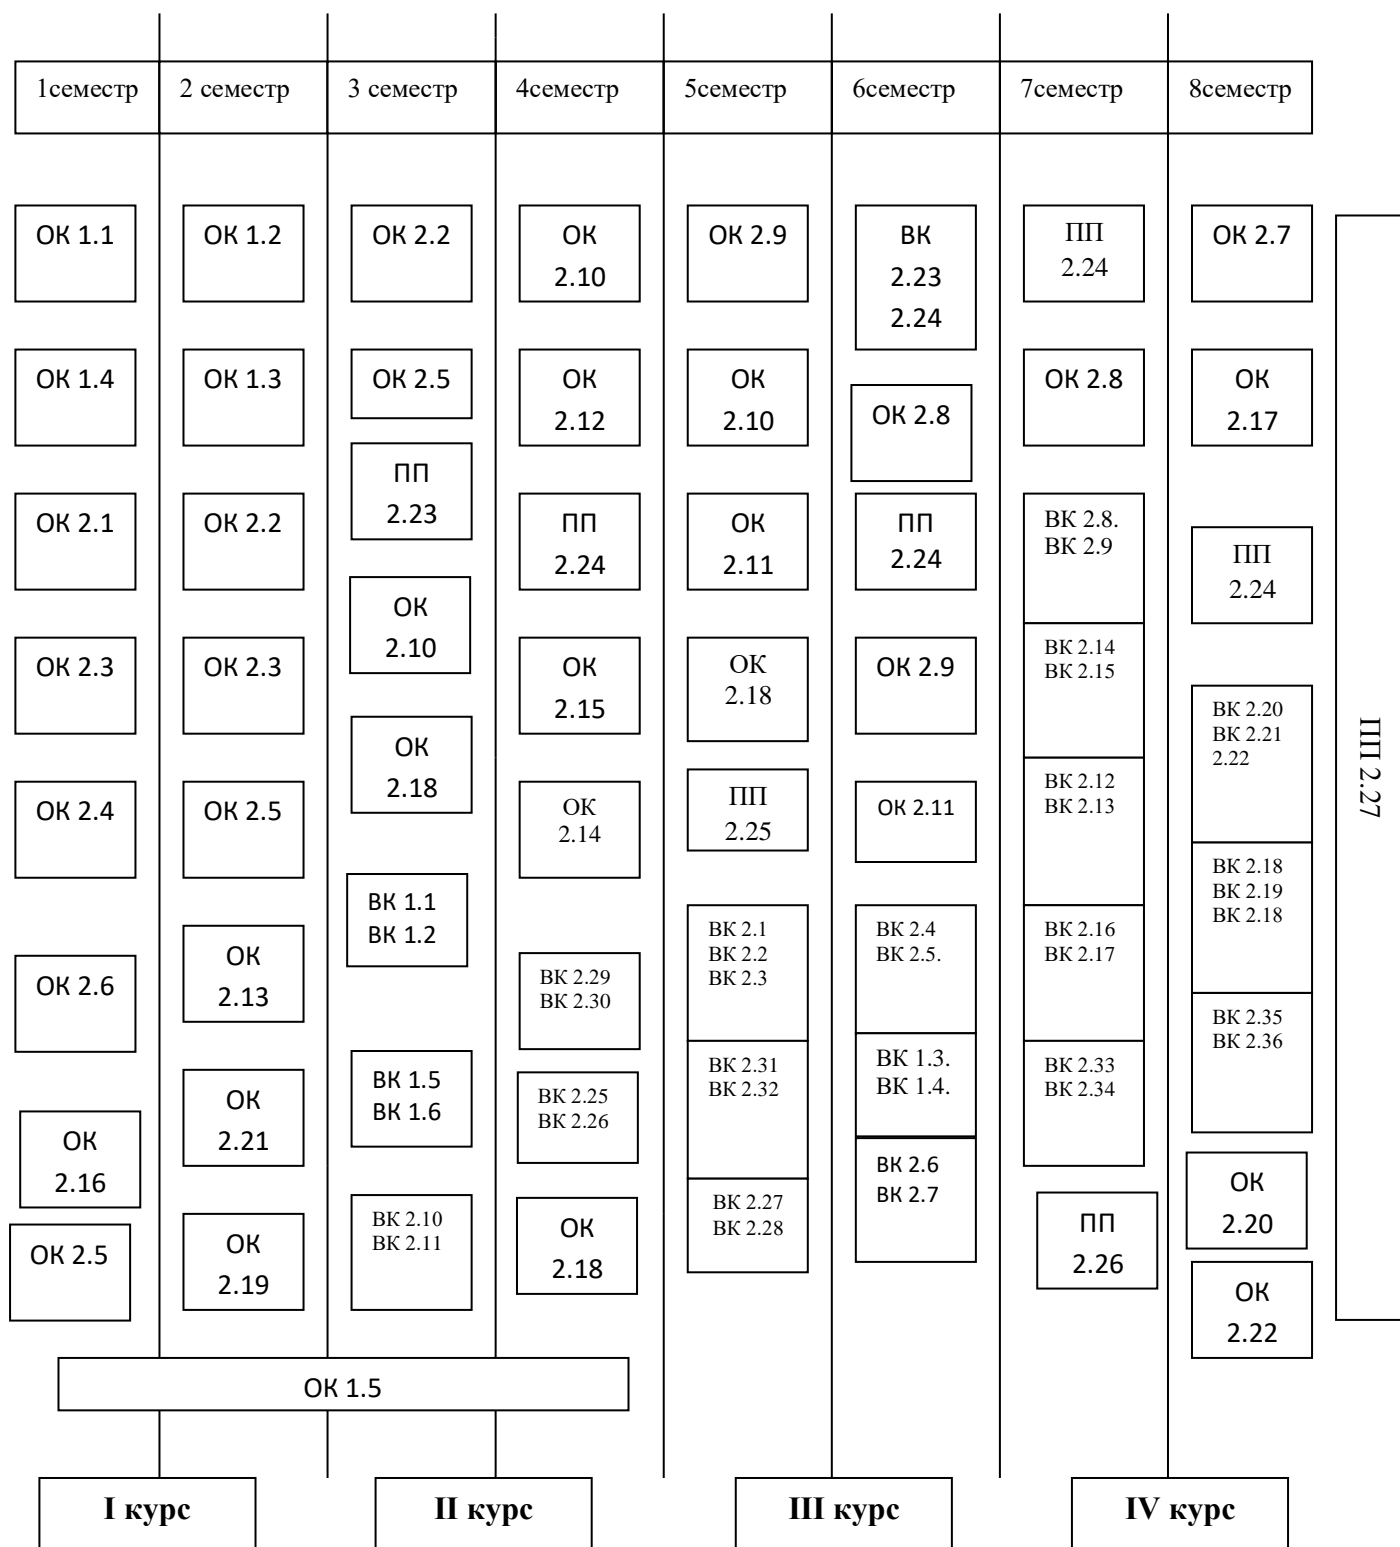 1семестр
2 семестр
3 семестр
4семестр
5семестр
6семестр
7семестр
8семестр
ОК 1.1
ОК 1.4
ОК 2.1
ОК 2.3
ОК 2.4
ОК 2.6
ОК
2.16
ОК 2.5
ОК 1.2
ОК 1.3
ОК 2.2
ОК 2.3
ОК 2.5
ОК
2.13
ОК
2.21
ОК
2.19
ОК 2.2
ОК 2.5
ПП
2.23
ОК
2.10
ОК
2.18
ВК 1.1
ВК 1.2
ВК 1.5
ВК 1.6
ВК 2.10
ВК 2.11
ОК
2.10
ОК
2.12
ПП
2.24
ОК
2.15
ОК
2.14
ВК 2.29
ВК 2.30
ВК 2.25
ВК 2.26
ОК
2.18
ОК 2.9
ОК
2.10
ОК
2.11
ОК
2.18
ПП
2.25
ВК 2.1
ВК 2.2
ВК 2.3
ВК 2.31
ВК 2.32
ВК 2.27
ВК 2.28
ВК
2.23
2.24
ОК 2.8
ПП
2.24
ОК 2.9
ОК 2.11
ВК 2.4
ВК 2.5.
ВК 1.3.
ВК 1.4.
ВК 2.6
ВК 2.7
ПП
2.24
ОК 2.8
ВК 2.8.
ВК 2.9
ВК 2.14
ВК 2.15
ВК 2.12
ВК 2.13
ВК 2.16
ВК 2.17
ВК 2.33
ВК 2.34
ПП
2.26
ОК 2.7
ОК
2.17
ПП
2.24
ВК 2.20
ВК 2.21
2.22
ВК 2.18
ВК 2.19
ВК 2.18
ВК 2.35
ВК 2.36
ОК
2.20
ОК
2.22
ПП 2.27
ОК 1.5
I курс
II курс
III курс
IV курс